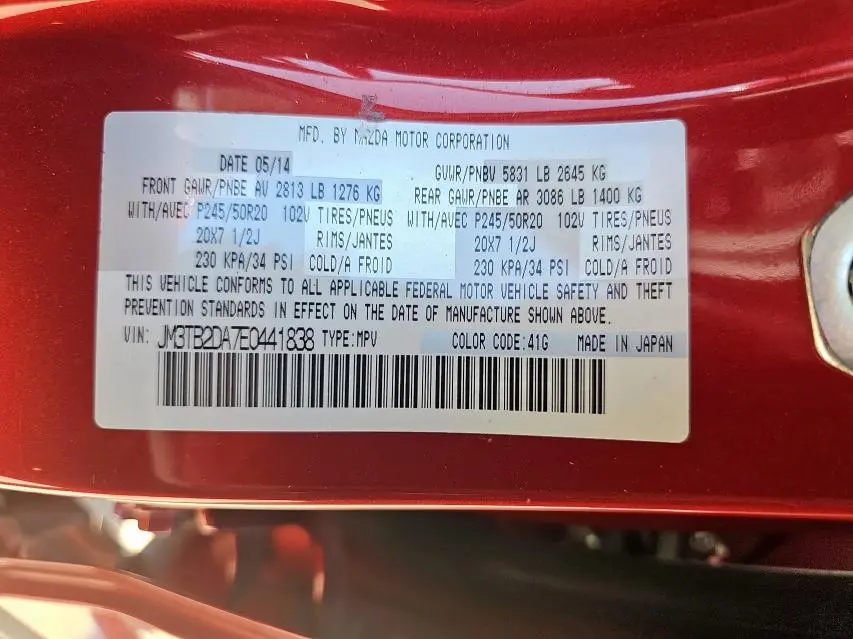 MFD. BY MAZDA MOTOR CORPORATION
DATE 05/14 GVWR/PNBV 5831 LB 2645 KG
FRONT GAWR/PNBE AV 2813 LB 1276 KG REAR GAWR/PNBE AR 3086 LB 1400 KG
WITH/AVEC P245/50R20 102V TIRES/PNEUS WITH/AVEC P245/50R20 102V TIRES/PNEUS
20X7 1/2J RIMS/JANTES 20X7 1/2J RIMS/JANTES
230 KPA/34 PSI COLD/A FROID 230 KPA/34 PSI COLD/A FROID
THIS VEHICLE CONFORMS TO ALL APPLICABLE FEDERAL MOTOR VEHICLE SAFETY AND THEFT
PREVENTION STANDARDS IN EFFECT ON THE DATE OF MANUFACTURE SHOWN ABOVE.
VIN: JM3TB2DA7E0441838 TYPE:MPV COLOR CODE:41G MADE IN JAPAN